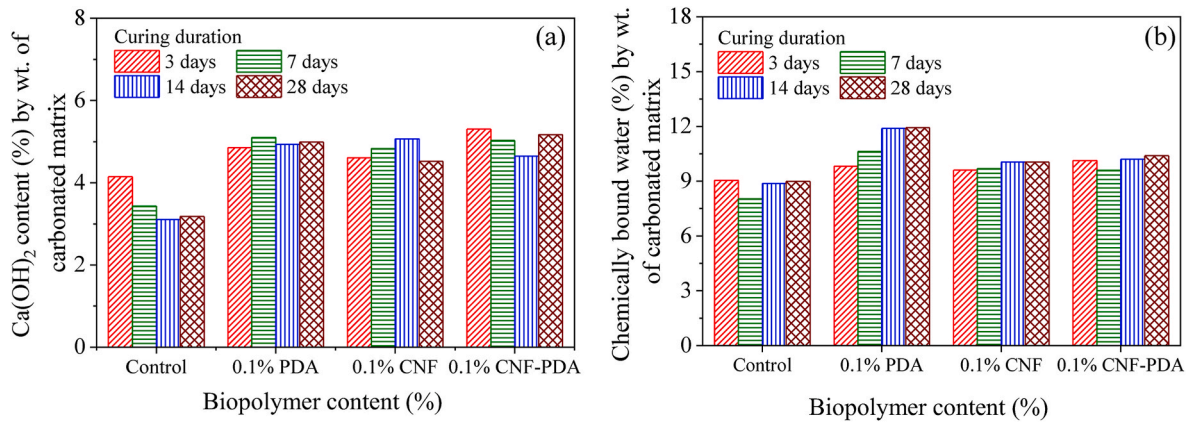 Ca(OH)2 content (%) by wt. of
carbonated matrix
8
6
4
2
0
(a)
Curing duration
3 days
7 days
14 days
28 days
Control
0.1% PDA
0.1% CNF
0.1% CNF-PDA
Biopolymer content (%)
Chemically bound water (%) by wt.
of carbonated matrix
18
15
12
9
6
3
0
(b)
Curing duration
3 days
7 days
14 days
28 days
Control
0.1% PDA
0.1% CNF
0.1% CNF-PDA
Biopolymer content (%)